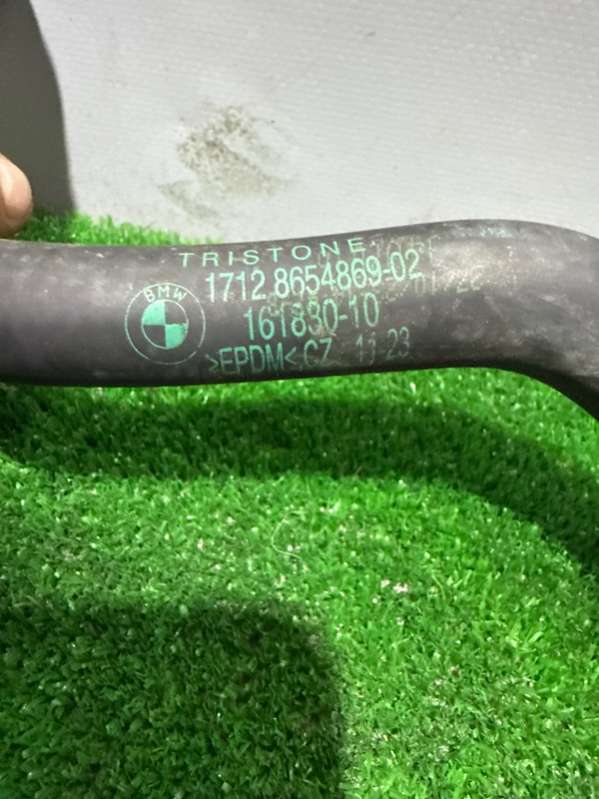 TRISTONE
BMW
1712 8654869-02
161830-10
>EPDM< CZ 11-23